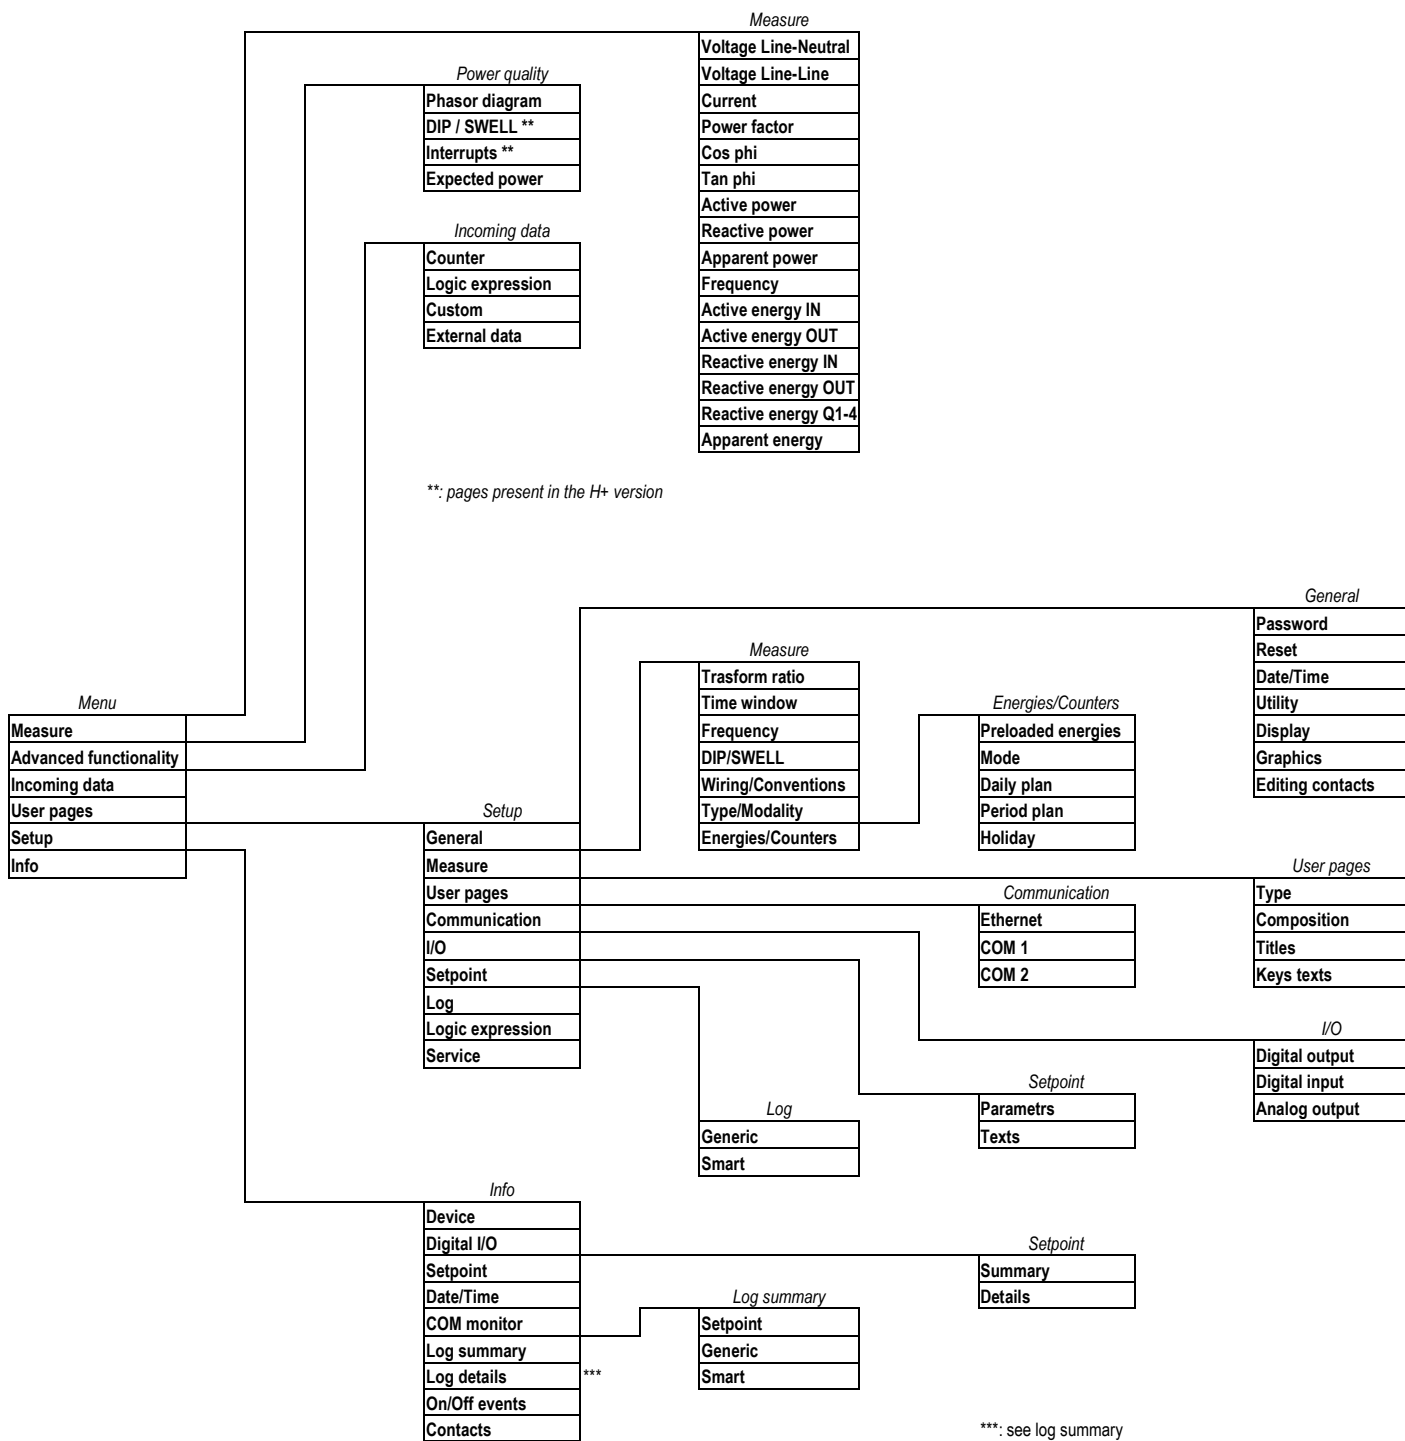 Measure
Voltage Line-Neutral
Voltage Line-Line
Current
Power factor
Cos phi
Tan phi
Active power
Reactive power
Apparent power
Frequency
Active energy IN
Active energy OUT
Reactive energy IN
Reactive energy OUT
Reactive energy Q1-4
Apparent energy
Power quality
Phasor diagram
DIP / SWELL **
Interrupts **
Expected power
Incoming data
Counter
Logic expression
Custom
External data
**: pages present in the H+ version
Menu
Measure
Advanced functionality
Incoming data
User pages
Setup
Info
Setup
General
Measure
User pages
Communication
I/O
Setpoint
Log
Logic expression
Service
Measure
Trasform ratio
Time window
Frequency
DIP/SWELL
Wiring/Conventions
Type/Modality
Energies/Counters
Energies/Counters
Preloaded energies
Mode
Daily plan
Period plan
Holiday
General
Password
Reset
Date/Time
Utility
Display
Graphics
Editing contacts
User pages
Type
Composition
Titles
Keys texts
Communication
Ethernet
COM 1
COM 2
I/O
Digital output
Digital input
Analog output
Setpoint
Parametrs
Texts
Log
Generic
Smart
Info
Device
Digital I/O
Setpoint
Date/Time
COM monitor
Log summary
Log details ***
On/Off events
Contacts
Log summary
Setpoint
Generic
Smart
Setpoint
Summary
Details
***: see log summary